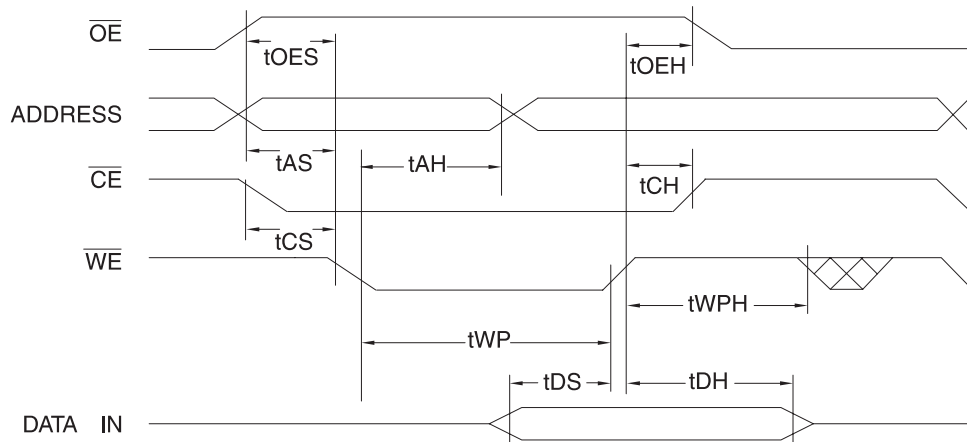 OE
tOES
tOEH
ADDRESS
tAS
tAH
tCH
CE
tCS
WE
tWPH
tWP
tDS
tDH
DATA IN